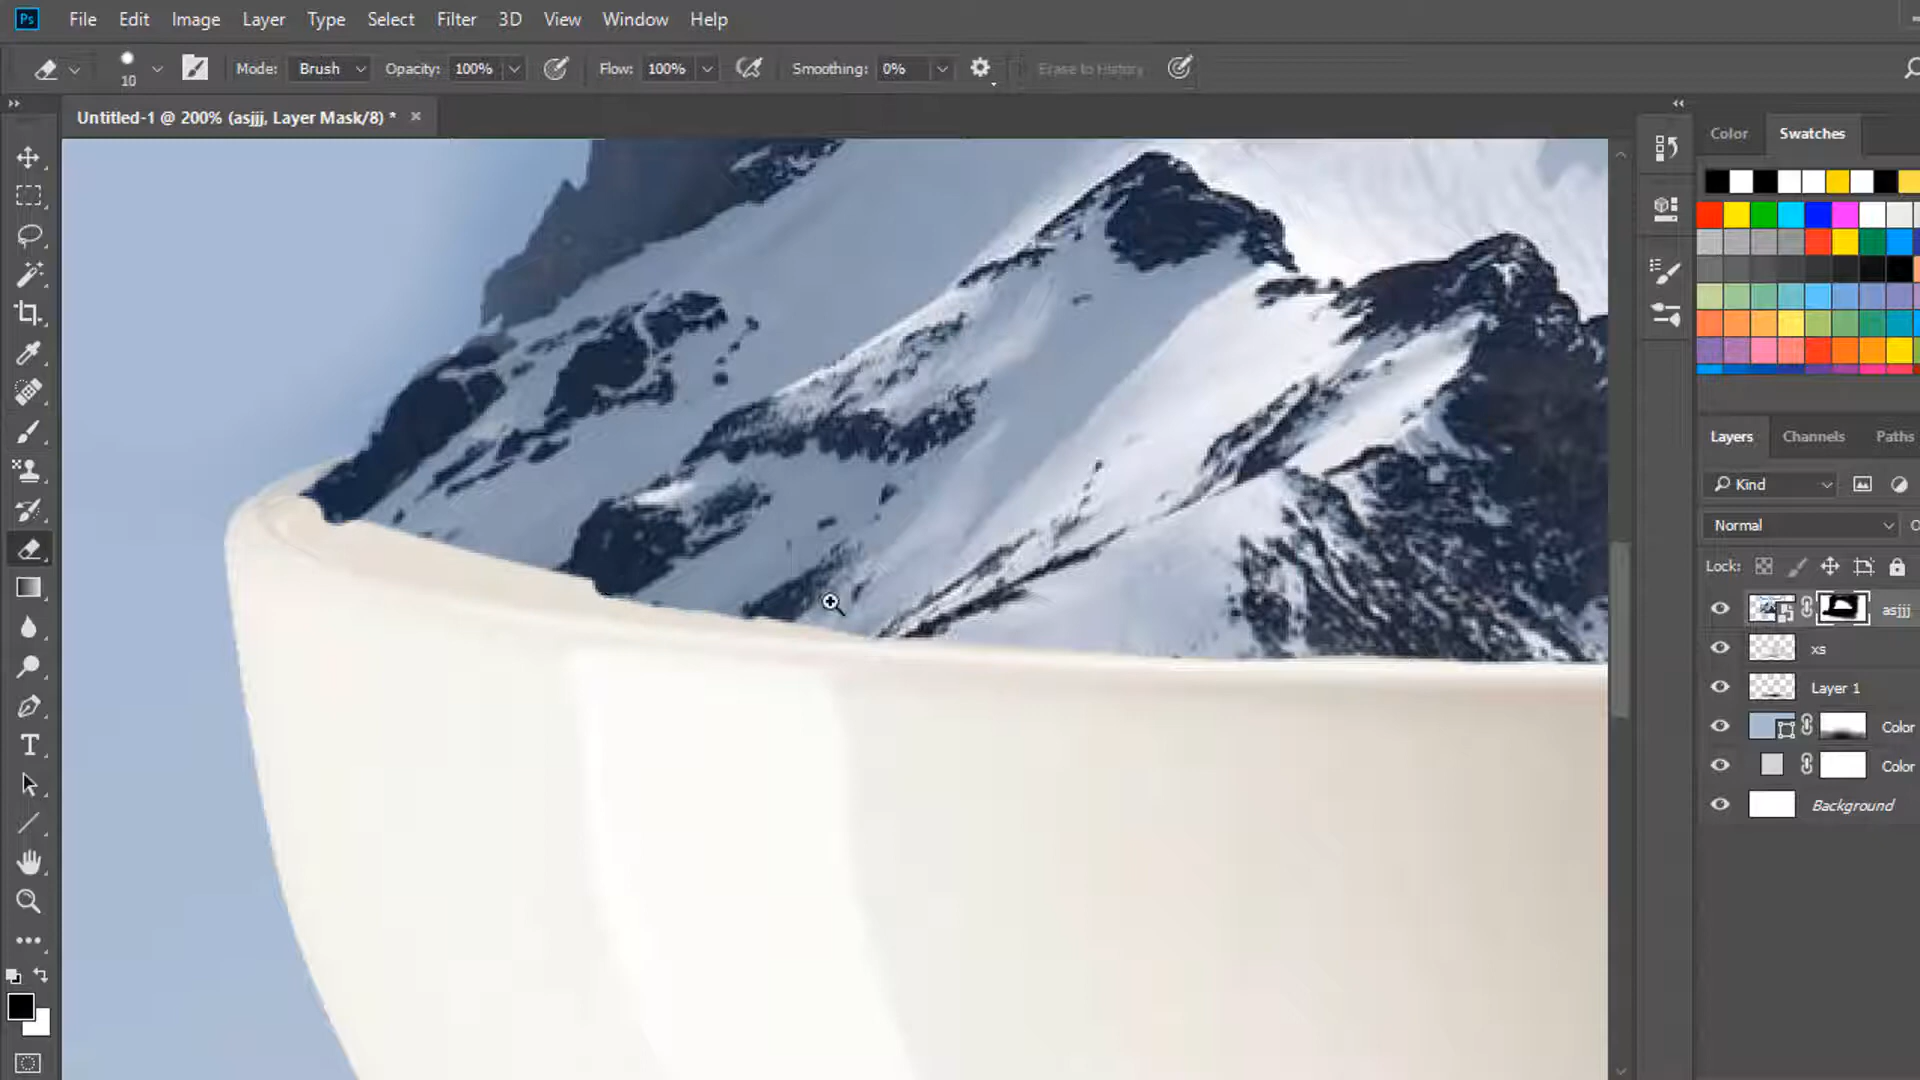 Ps File Edit Image Layer Type Select Filter 3D View Window Help
10 Mode: Brush Opacity: 100% Flow: 100% Smoothing: 0% Erase to History
Untitled-1 @ 200% (asjjj, Layer Mask/8) * ×
Color Swatches
Layers Channels Paths
Kind
Normal
Lock:
asjjj
xs
Layer 1
Color
Color
Background